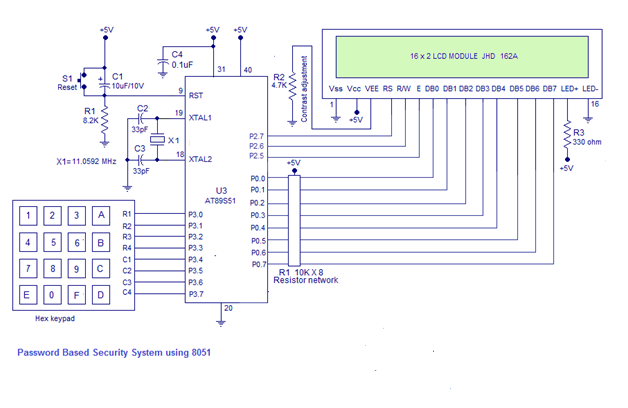 +5V
+5V
+5V
C4
0.1uF
31
40
S1
Reset
C1
+
10uF/10V
9
RST
R1
8.2K
C2
33pF
19
XTAL1
X1
C3
33pF
18
XTAL2
X1= 11.0592 MHz
U3
AT89S51
R2
4.7K
Contrast adjustment
16 x 2 LCD MODULE JHD 162A
Vss Vcc VEE RS R/W E DB0 DB1 DB2 DB3 DB4 DB5 DB6 DB7 LED+ LED-
1
16
+5V
R3
330 ohm
+5V
P2.7
P2.6
P2.5
+5V
P0.0
P0.1
P0.2
P0.3
P0.4
P0.5
P0.6
P0.7
R1 10K X 8
Resistor network
1 2 3 A
4 5 6 B
7 8 9 C
E 0 F D
R1 P3.0
R2 P3.1
R3 P3.2
R4 P3.3
C1 P3.4
C2 P3.5
C3 P3.6
C4 P3.7
20
Hex keypad
Password Based Security System using 8051